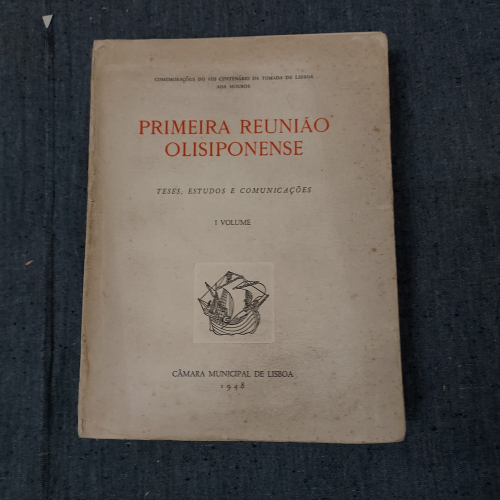 COMEMORAÇÕES DO VIII CENTENÁRIO DA TOMADA DE LISBOA
AOS MOUROS
PRIMEIRA REUNIÃO
OLISIPONENSE
TESES, ESTUDOS E COMUNICAÇÕES
I VOLUME
CÂMARA MUNICIPAL DE LISBOA
1948